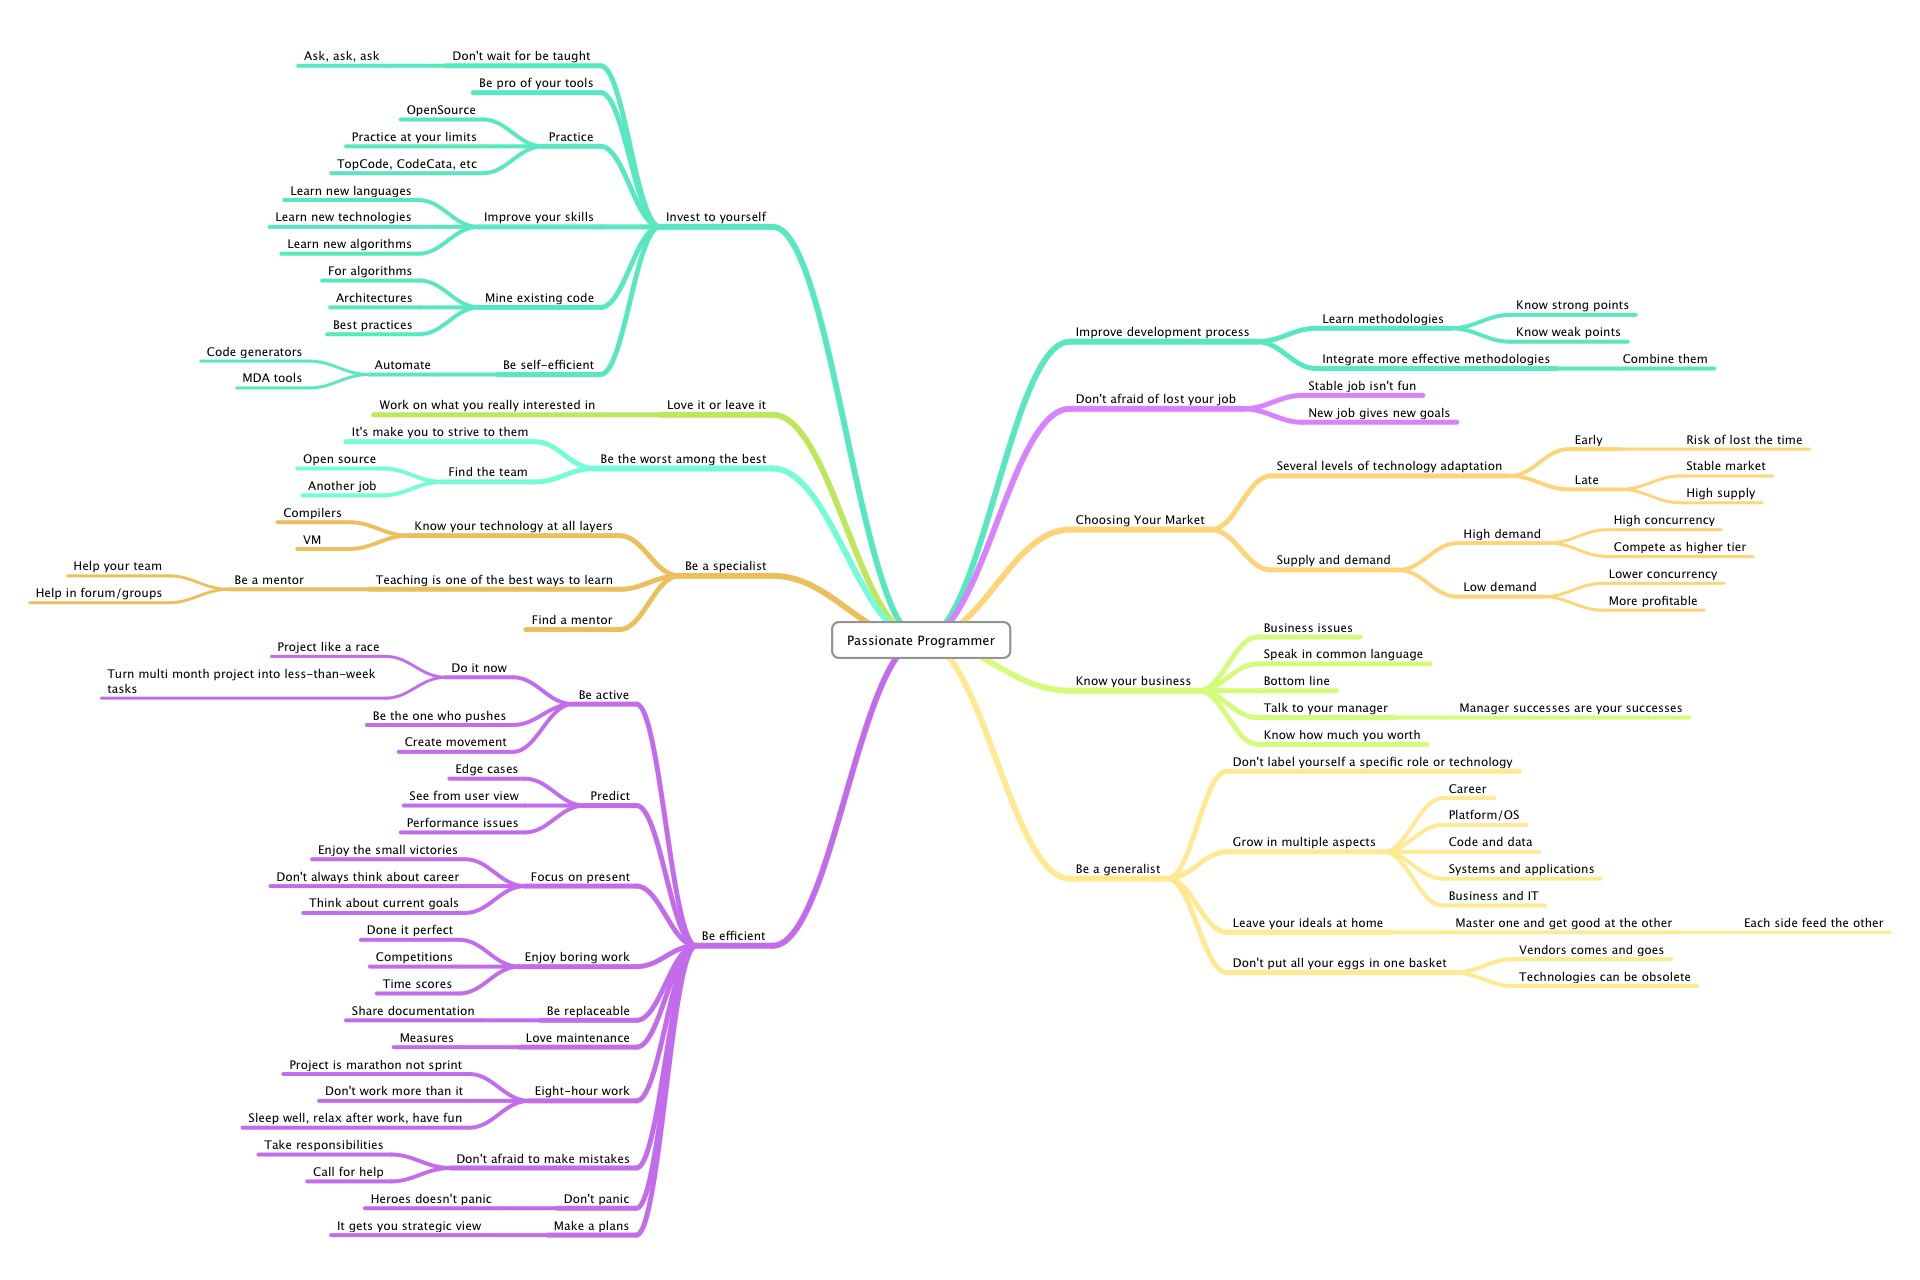 Passionate Programmer
Invest to yourself
Don't wait for be taught
Ask, ask, ask
Be pro of your tools
Practice
OpenSource
Practice at your limits
TopCode, CodeCata, etc
Improve your skills
Learn new languages
Learn new technologies
Learn new algorithms
Mine existing code
For algorithms
Architectures
Best practices
Be self-efficient
Automate
Code generators
MDA tools
Love it or leave it
Work on what you really interested in
Be the worst among the best
It's make you to strive to them
Find the team
Open source
Another job
Be a specialist
Know your technology at all layers
Compilers
VM
Teaching is one of the best ways to learn
Be a mentor
Help your team
Help in forum/groups
Find a mentor
Be efficient
Be active
Do it now
Project like a race
Turn multi month project into less-than-week
tasks
Be the one who pushes
Create movement
Predict
Edge cases
See from user view
Performance issues
Focus on present
Enjoy the small victories
Don't always think about career
Think about current goals
Enjoy boring work
Done it perfect
Competitions
Time scores
Be replaceable
Share documentation
Love maintenance
Measures
Eight-hour work
Project is marathon not sprint
Don't work more than it
Sleep well, relax after work, have fun
Don't afraid to make mistakes
Take responsibilities
Call for help
Don't panic
Heroes doesn't panic
Make a plans
It gets you strategic view
Improve development process
Learn methodologies
Know strong points
Know weak points
Integrate more effective methodologies
Combine them
Don't afraid of lost your job
Stable job isn't fun
New job gives new goals
Choosing Your Market
Several levels of technology adaptation
Early
Risk of lost the time
Late
Stable market
High supply
Supply and demand
High demand
High concurrency
Compete as higher tier
Low demand
Lower concurrency
More profitable
Know your business
Business issues
Speak in common language
Bottom line
Talk to your manager
Manager successes are your successes
Know how much you worth
Be a generalist
Don't label yourself a specific role or technology
Grow in multiple aspects
Career
Platform/OS
Code and data
Systems and applications
Business and IT
Leave your ideals at home
Master one and get good at the other
Each side feed the other
Don't put all your eggs in one basket
Vendors comes and goes
Technologies can be obsolete